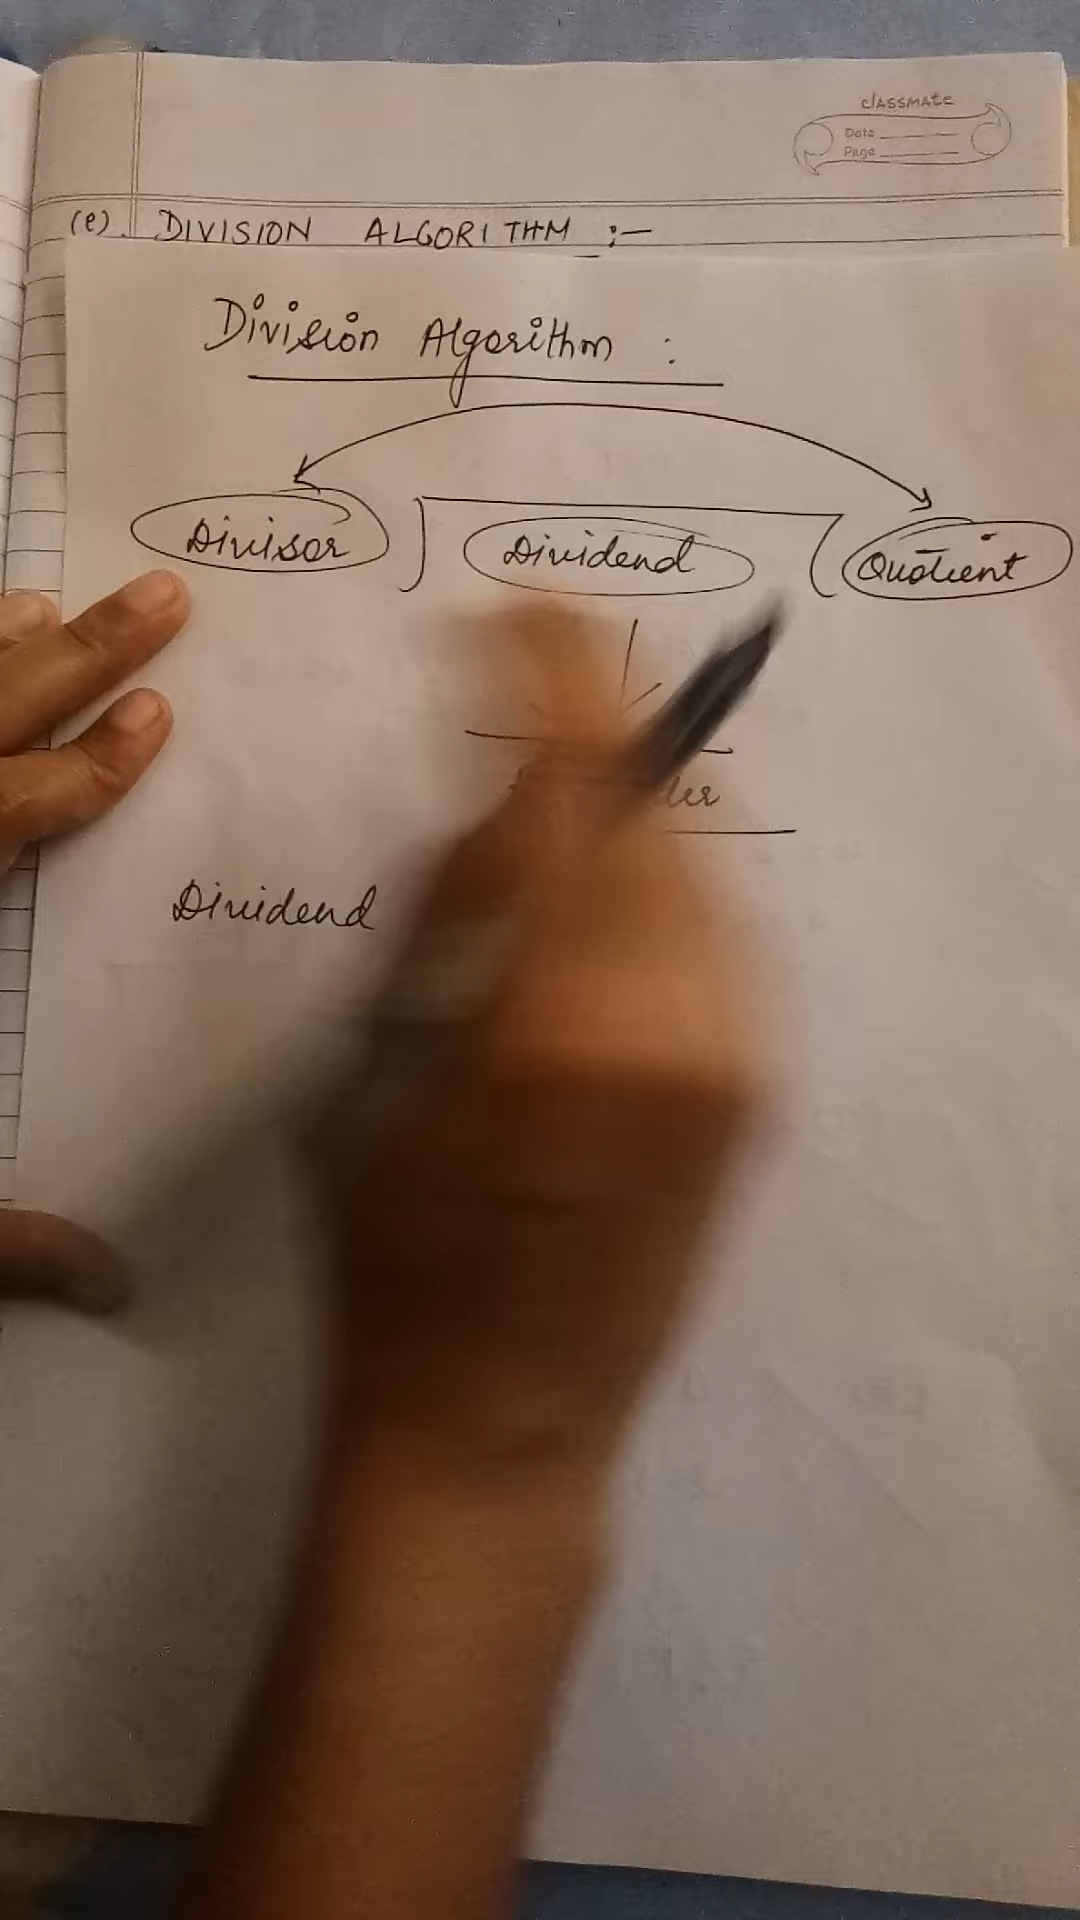 classmate
Date
Page
(e). DIVISION ALGORITHM :-
Division Algorithm :
Divisor Dividend Quotient
Dividend